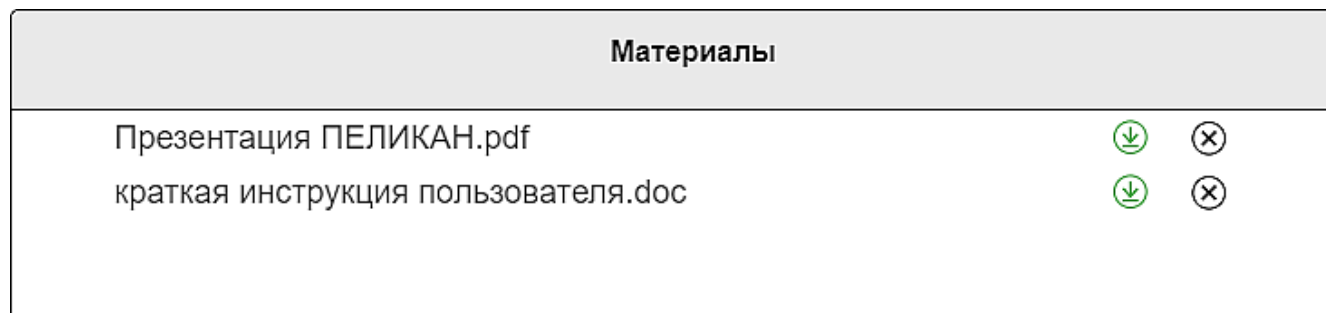 Материалы
Презентация ПЕЛИКАН.pdf
краткая инструкция пользователя.doc